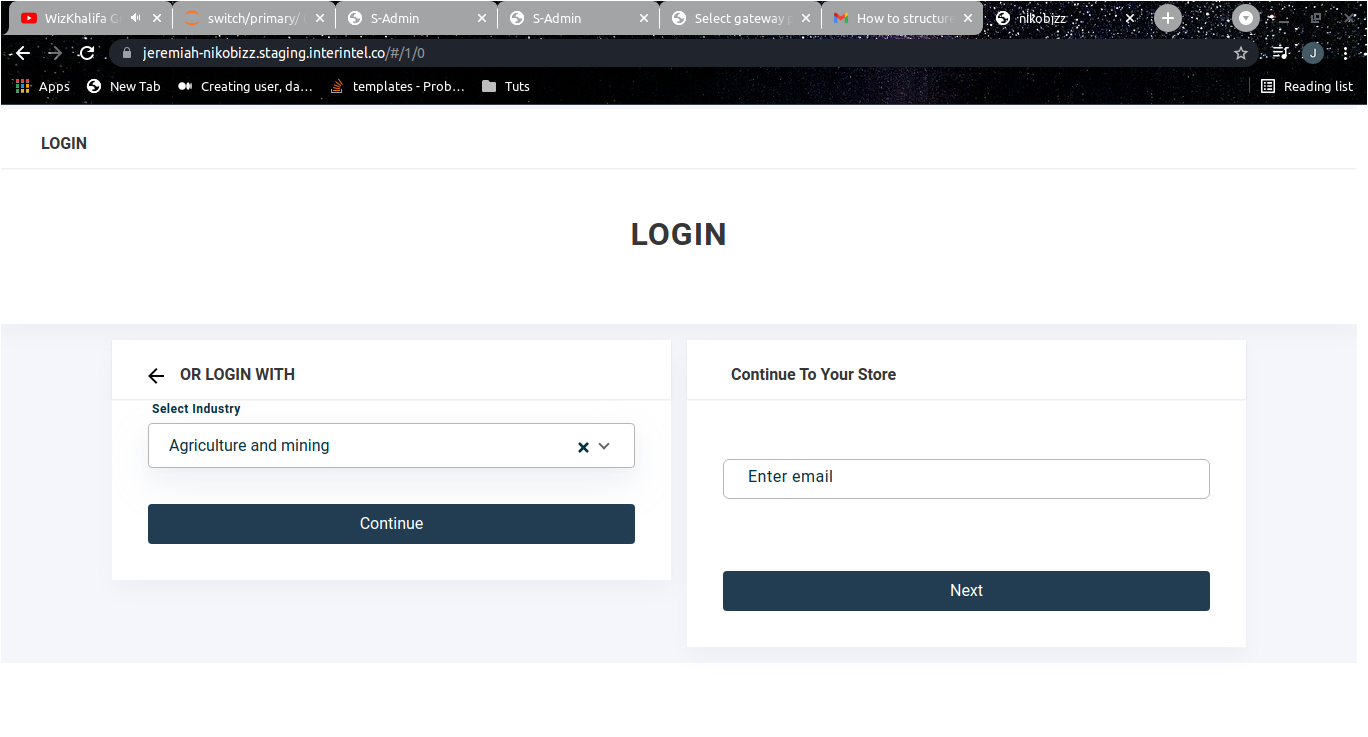 WizKhalifa G
switch/primary/
S-Admin
S-Admin
Select gateway p
How to structure
nikobizz
jeremiah-nikobizz.staging.interintel.co/#/1/0
J
Apps
New Tab
Creating user, da...
templates - Prob...
Tuts
Reading list
LOGIN
LOGIN
OR LOGIN WITH
Select Industry
Agriculture and mining
Continue
Continue To Your Store
Enter email
Next